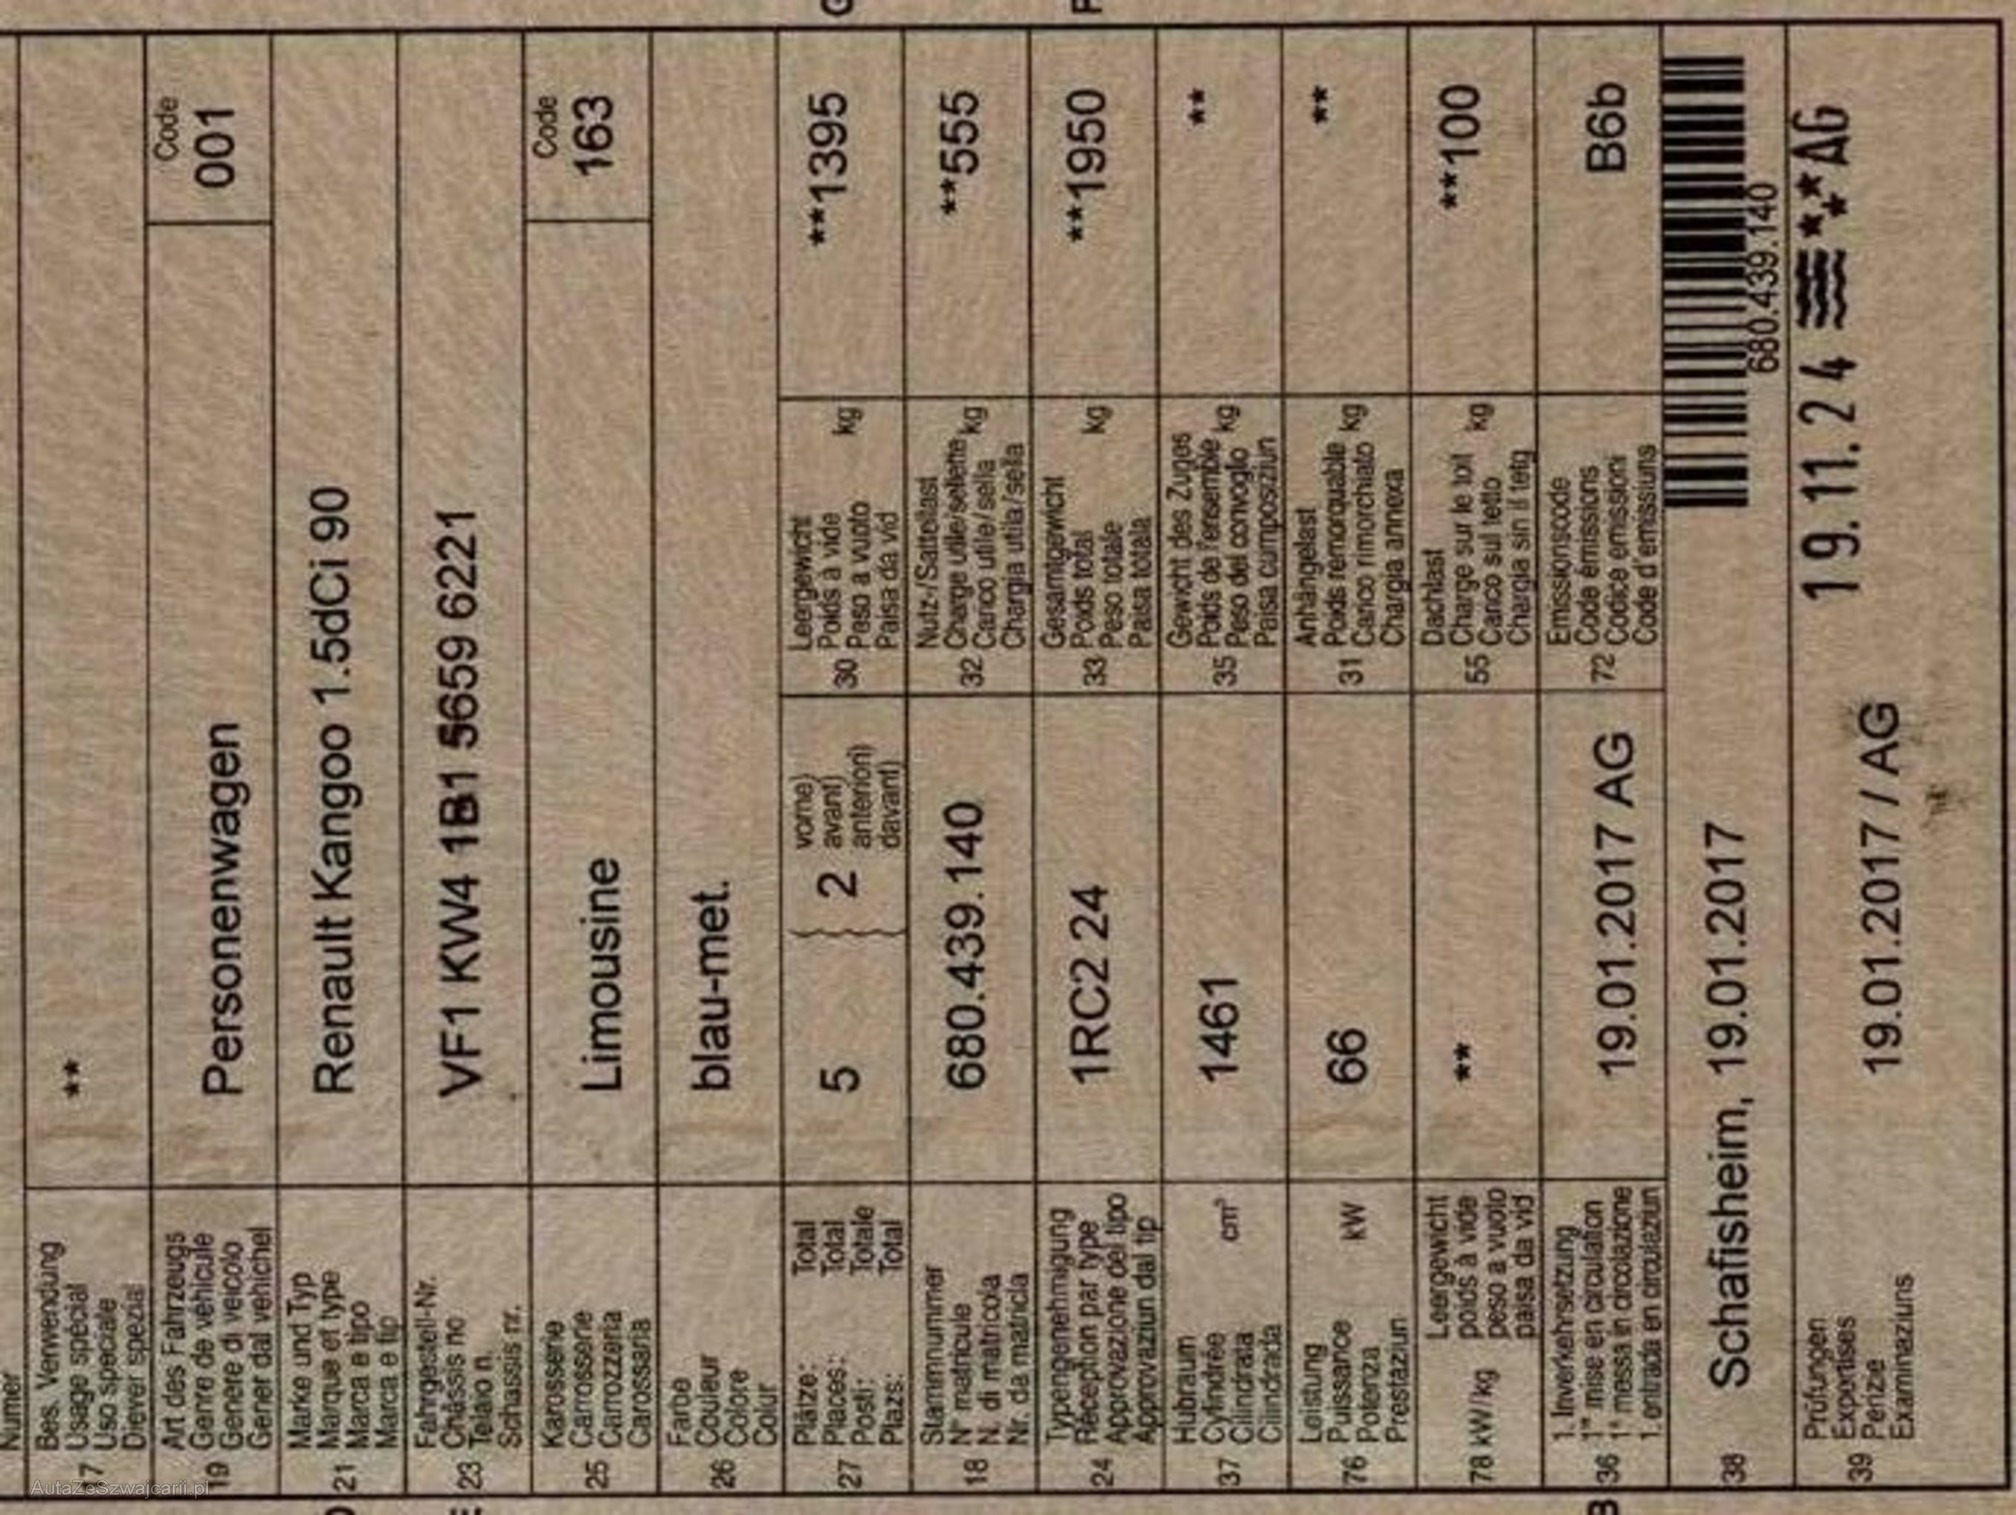 Numer
Bes. Verwendung
Usage spécial
17 Uso speciale **
Diever spezial
Art des Fahrzeugs
Genre de véhicule
19 Genere di veicolo Personenwagen
Gener dal vehichel
Code
001
Marke und Typ
Marque et type
21 Marca e tipo Renault Kangoo 1.5dCi 90
Marca e tip
Fahrgestell-Nr.
Châssis no
23 Telaio n. VF1 KW4 1B1 5659 6221
Schassis nr.
Karosserie
Carrosserie
25 Carrozzeria Limousine
Carossaria
Code
163
Farbe
Couleur
26 Colore blau-met.
Colur
Plätze: Total
Places: Total
27 Posti: Totale 5
Plazs: Total
vorne)
2 avant)
anteriori)
davant)
Leergewicht
Poids à vide
30 Peso a vuoto kg **1395
Paisa da vid
Stammnummer
N° matricule
18 N. di matricola 680.439.140
Nr. da matricla
Nutz-/Sattellast
Charge utile/sellette
32 Carico utile/sella kg **555
Chargia utila/sella
Typengenehmigung
Réception par type
24 Approvazione del tipo 1RC2 24
Approvaziun dal tip
Gesamtgewicht
Poids total
33 Peso totale kg **1950
Paisa totala
Hubraum
Cylindrée
37 Cilindrata cm³ 1461
Cilindrada
Gewicht des Zuges
Poids de l'ensemble
35 Peso del convoglio kg **
Paisa cumposiziun
Leistung
Puissance
76 Potenza kW 66
Prestaziun
Anhängelast
Poids remorquable
31 Carico rimorchiato kg **
Chargia annexa
Leergewicht
poids à vide
78 kW/kg peso a vuoto **
paisa da vid
Dachlast
Charge sur le toit
55 Carico sul tetto kg **100
Chargia sin il tetg
1. Inverkehrsetzung
1re mise en circulation
36 1a messa in circolazione 19.01.2017 AG
1. entrada en circulaziun
B
Emissionscode
Code émissions
72 Codice emissioni B6b
Code d'emissiuns
38 Schafisheim, 19.01.2017
680.439.140
Prüfungen
Expertises
39 Perizie 19.01.2017 / AG
Examinaziuns
19.11.24 **** AG
AutaZeSzwajcarii.pl